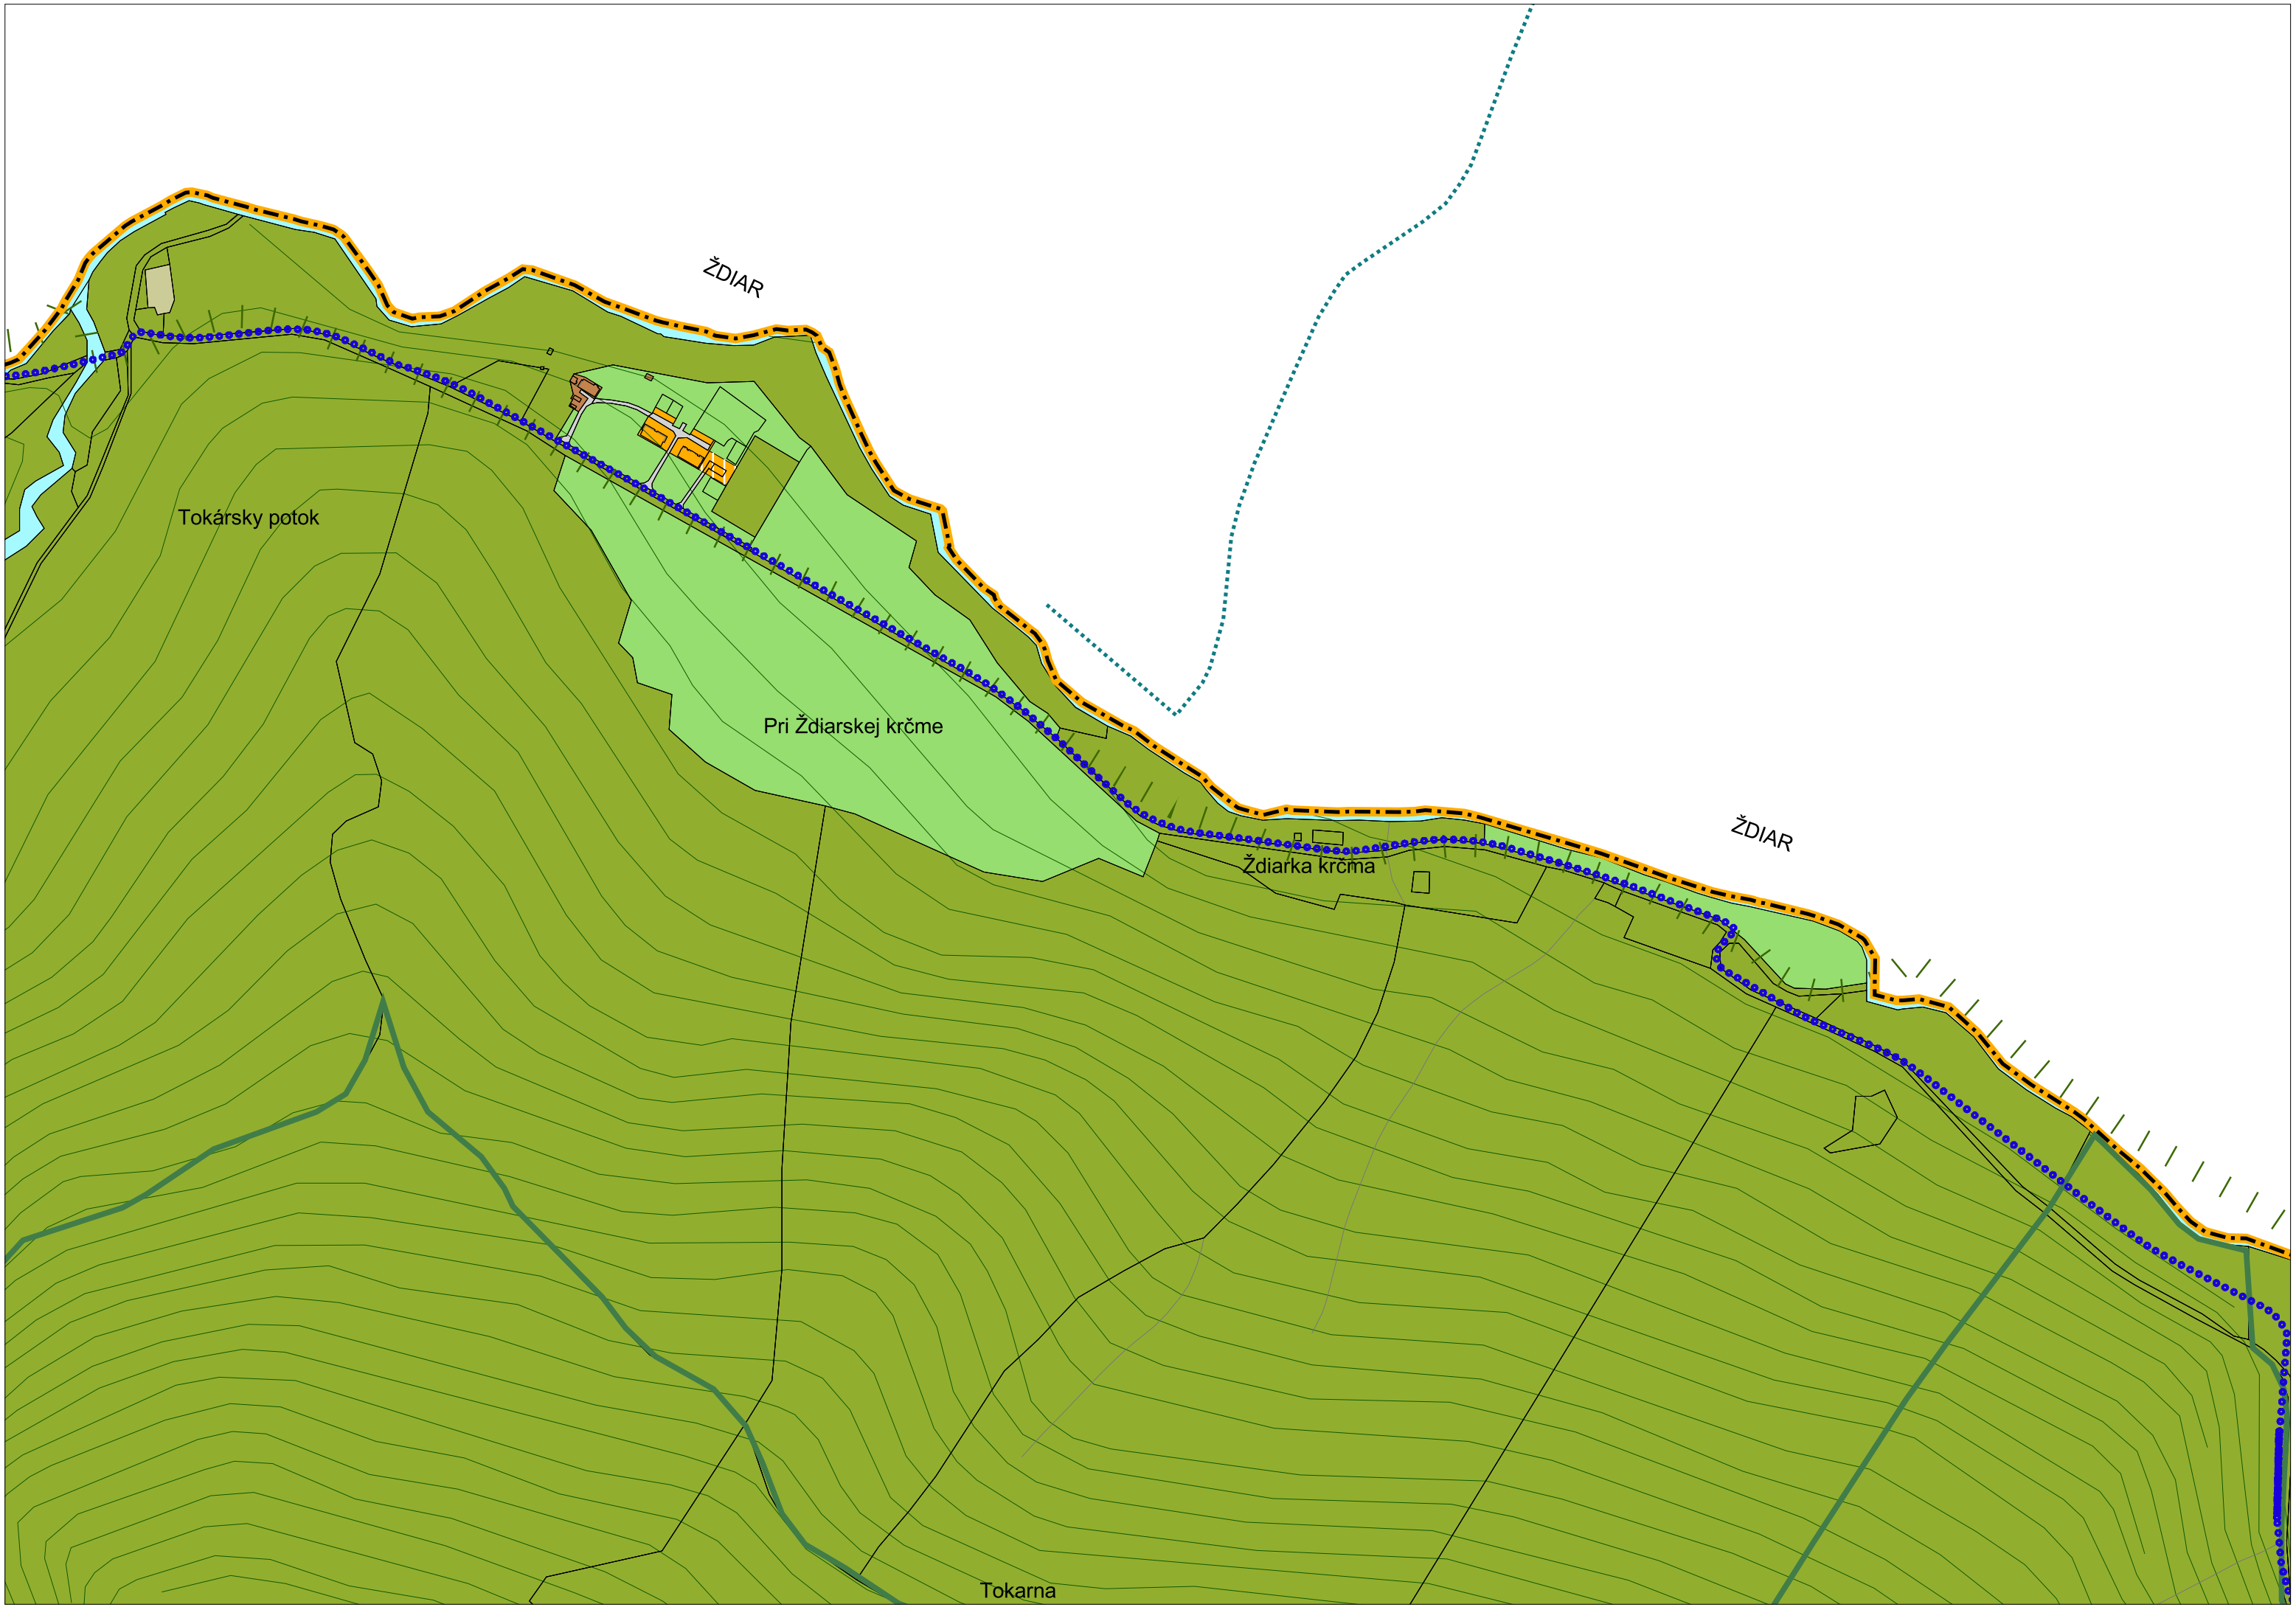 ŽDIAR
Tokársky potok
Pri Ždiarskej krčme
ŽDIAR
Ždiarka krčma
Tokarna